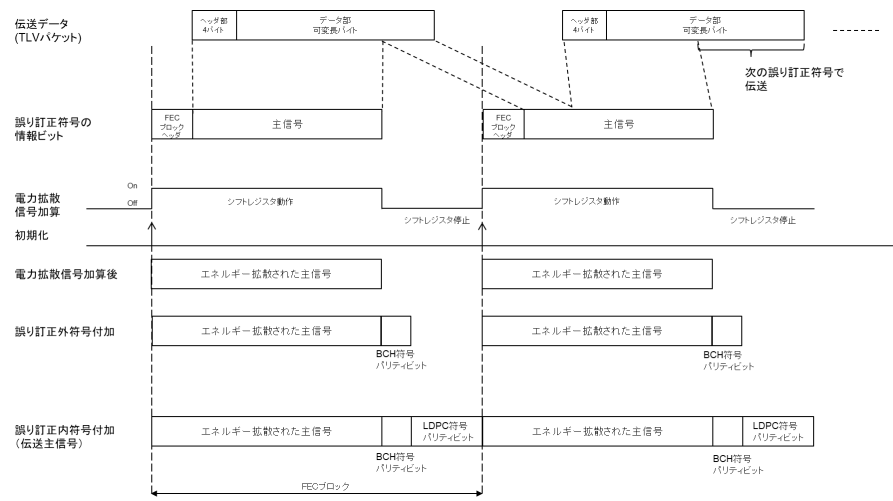 伝送データ
(TLVパケット)
ヘッダ部
4バイト
データ部
可変長バイト
ヘッダ部
4バイト
データ部
可変長バイト
次の誤り訂正符号で
伝送
誤り訂正符号の
情報ビット
FEC
ブロック
ヘッダ
主信号
FEC
ブロック
ヘッダ
主信号
電力拡散
信号加算
On
Off
シフトレジスタ動作
シフトレジスタ停止
シフトレジスタ動作
シフトレジスタ停止
初期化
電力拡散信号加算後
エネルギー拡散された主信号
エネルギー拡散された主信号
誤り訂正外符号付加
エネルギー拡散された主信号
BCH符号
パリティビット
エネルギー拡散された主信号
BCH符号
パリティビット
誤り訂正内符号付加
(伝送主信号)
エネルギー拡散された主信号
LDPC符号
パリティビット
エネルギー拡散された主信号
LDPC符号
パリティビット
BCH符号
パリティビット
BCH符号
パリティビット
FECブロック